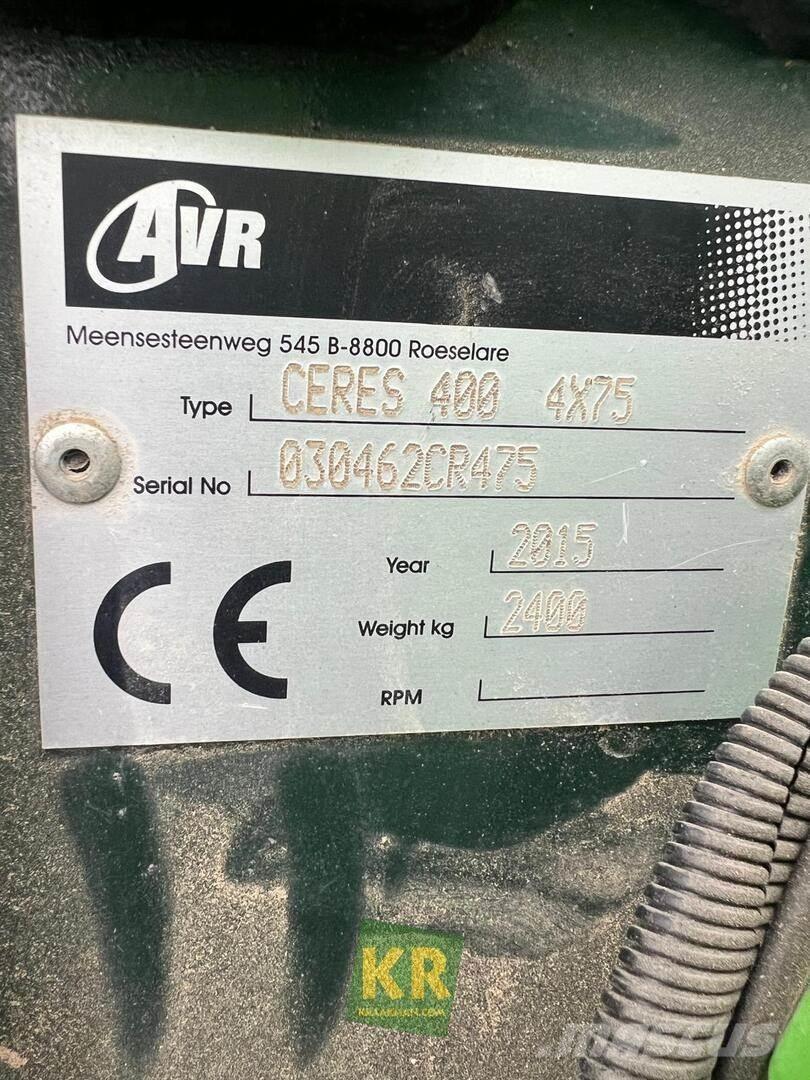 AVR
Meensesteenweg 545 B-8800 Roeselare
Type CERES 400 4X75
Serial No 030462CR475
CE
Year 2015
Weight kg 2400
RPM
KR
mascus